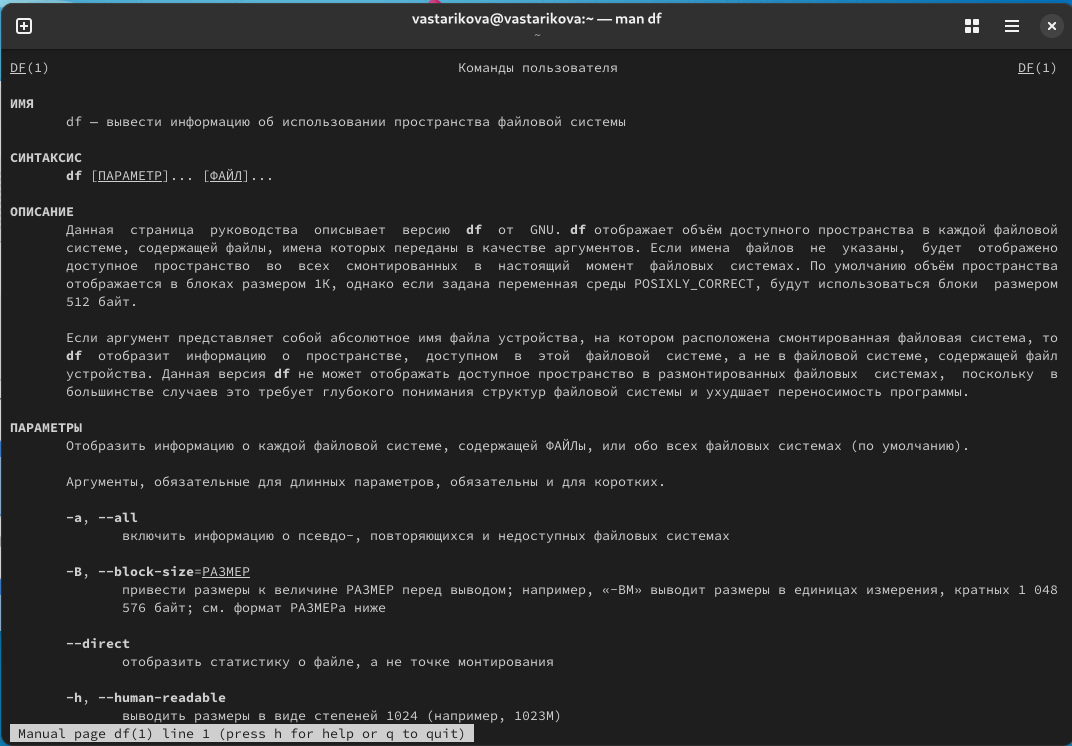 vastarikova@vastarikova:~ — man df
~
DF(1) Команды пользователя DF(1)
ИМЯ
df — вывести информацию об использовании пространства файловой системы
СИНТАКСИС
df [ПАРАМЕТР]... [ФАЙЛ]...
ОПИСАНИЕ
Данная страница руководства описывает версию df от GNU. df отображает объём доступного пространства в каждой файловой
системе, содержащей файлы, имена которых переданы в качестве аргументов. Если имена файлов не указаны, будет отображено
доступное пространство во всех смонтированных в настоящий момент файловых системах. По умолчанию объём пространства
отображается в блоках размером 1К, однако если задана переменная среды POSIXLY_CORRECT, будут использоваться блоки размером
512 байт.
Если аргумент представляет собой абсолютное имя файла устройства, на котором расположена смонтированная файловая система, то
df отобразит информацию о пространстве, доступном в этой файловой системе, а не в файловой системе, содержащей файл
устройства. Данная версия df не может отображать доступное пространство в размонтированных файловых системах, поскольку в
большинстве случаев это требует глубокого понимания структур файловой системы и ухудшает переносимость программы.
ПАРАМЕТРЫ
Отобразить информацию о каждой файловой системе, содержащей ФАЙЛы, или обо всех файловых системах (по умолчанию).
Аргументы, обязательные для длинных параметров, обязательны и для коротких.
-a, --all
включить информацию о псевдо-, повторяющихся и недоступных файловых системах
-B, --block-size=РАЗМЕР
привести размеры к величине РАЗМЕР перед выводом; например, «-BM» выводит размеры в единицах измерения, кратных 1 048
576 байт; см. формат РАЗМЕРа ниже
--direct
отобразить статистику о файле, а не точке монтирования
-h, --human-readable
выводить размеры в виде степеней 1024 (например, 1023M)
Manual page df(1) line 1 (press h for help or q to quit)